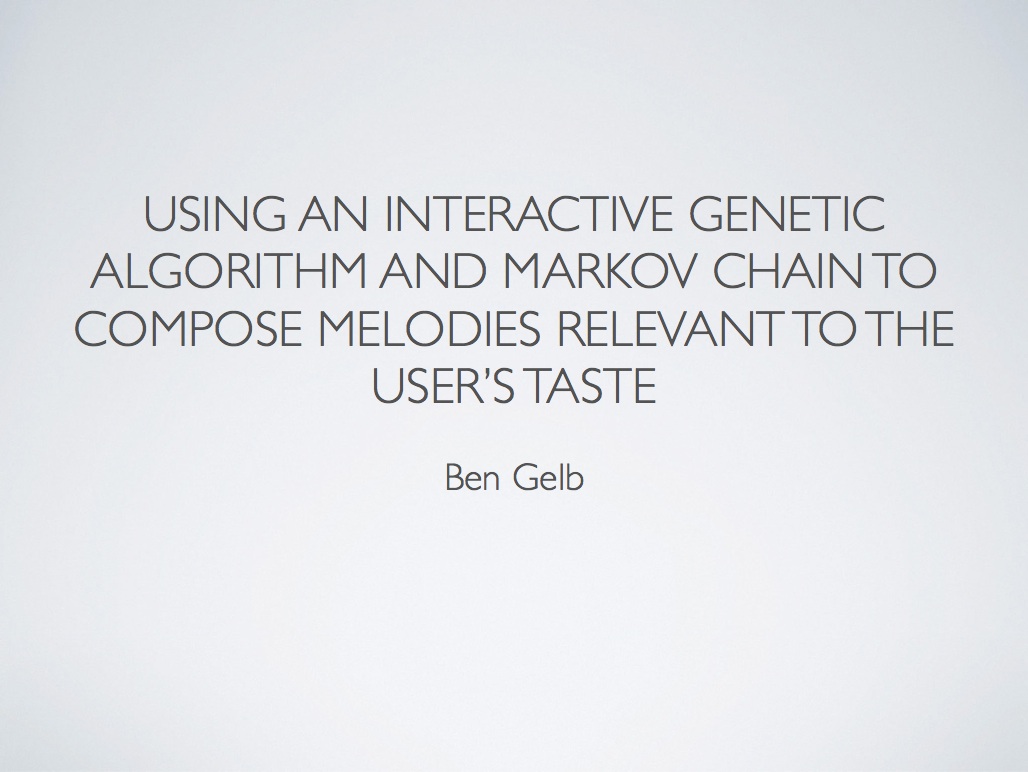 USING AN INTERACTIVE GENETIC
ALGORITHM AND MARKOV CHAIN TO
COMPOSE MELODIES RELEVANT TO THE
USER’S TASTE
Ben Gelb